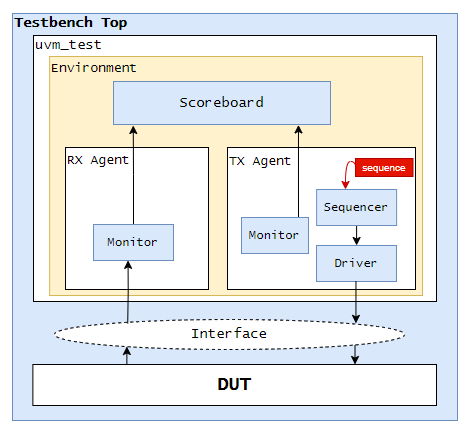 Testbench Top
uvm_test
Environment
Scoreboard
RX Agent
Monitor
TX Agent
sequence
Sequencer
Monitor
Driver
Interface
DUT